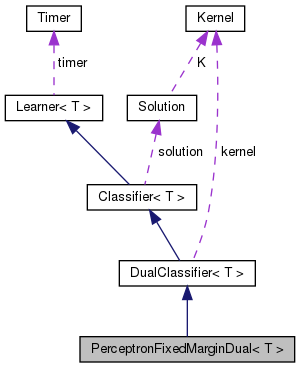 Timer
Kernel
timer
K
Learner< T >
Solution
solution
kernel
Classifier< T >
DualClassifier< T >
PerceptronFixedMarginDual< T >